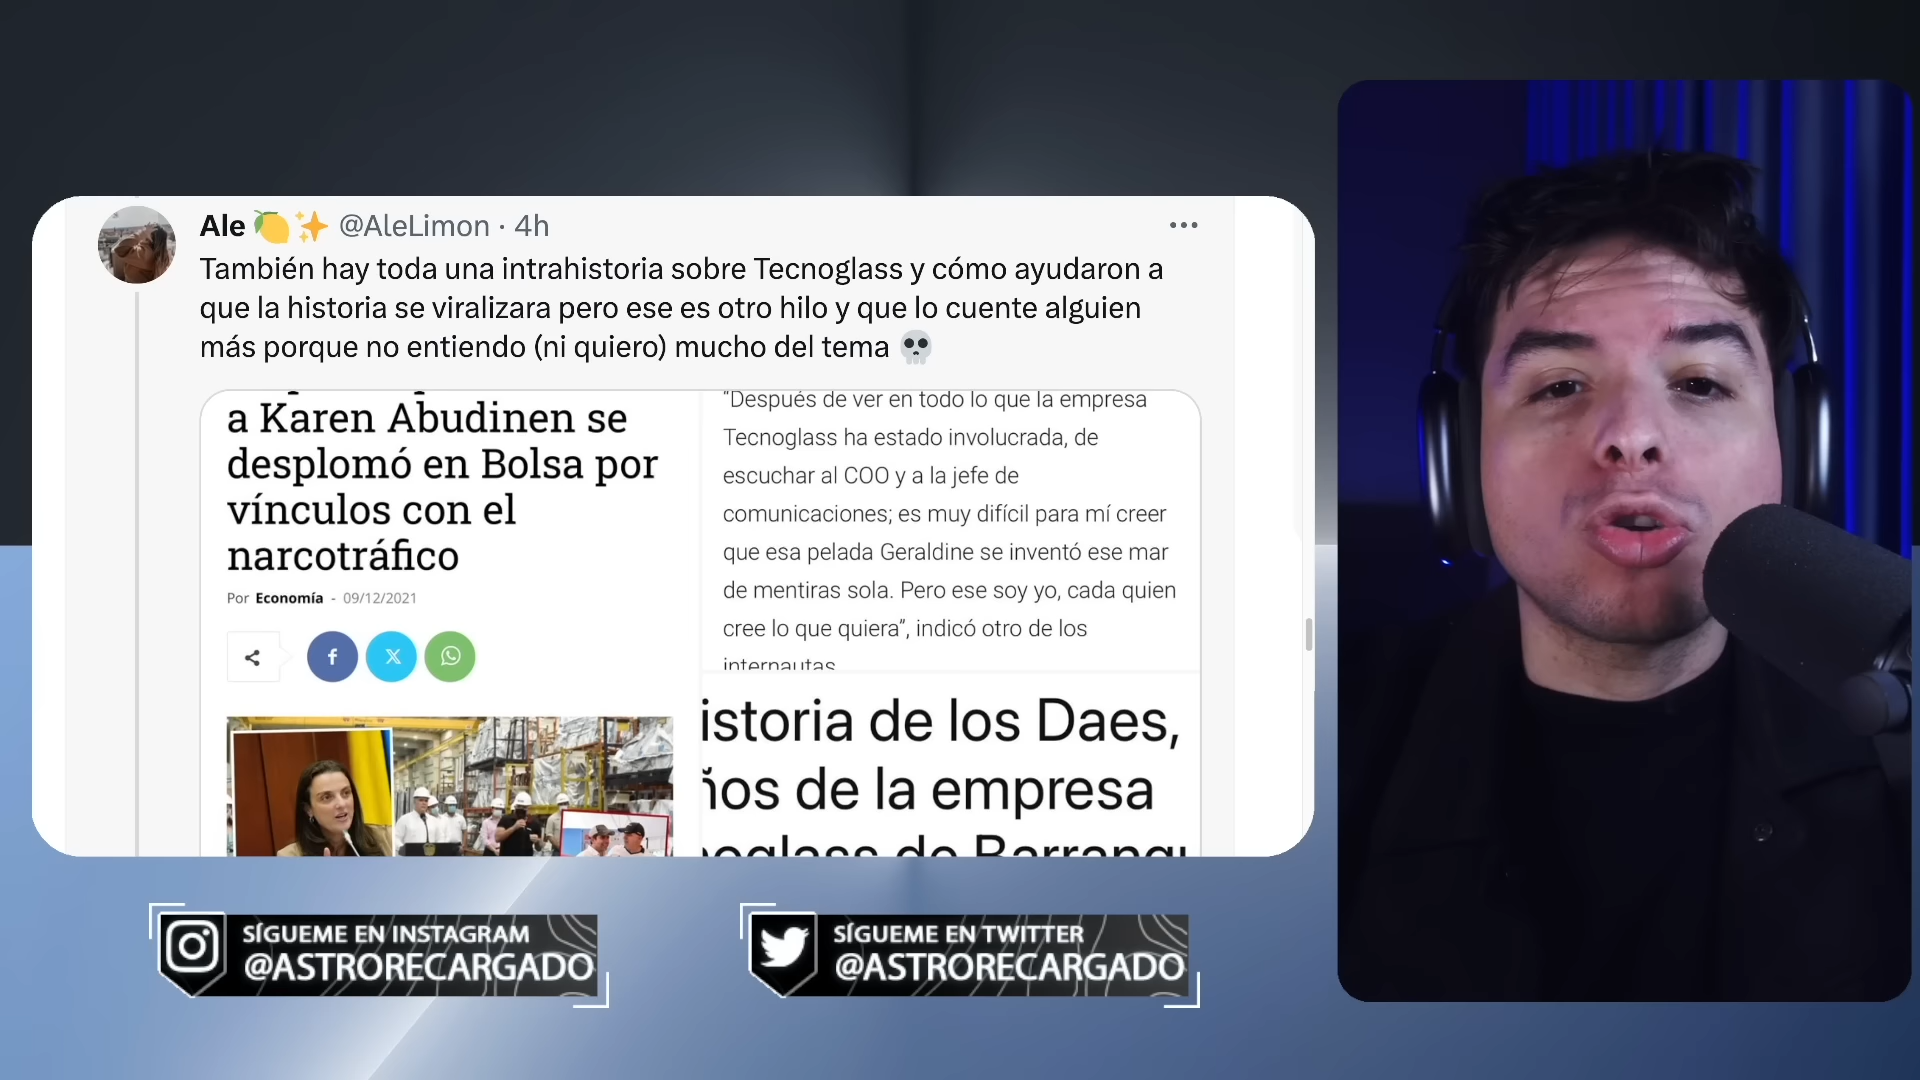 Ale 🍋✨ @AleLimon · 4h
También hay toda una intrahistoria sobre Tecnoglass y cómo ayudaron a
que la historia se viralizara pero ese es otro hilo y que lo cuente alguien
más porque no entiendo (ni quiero) mucho del tema 💀
a Karen Abudinen se
desplomó en Bolsa por
vínculos con el
narcotráfico
Por Economía - 09/12/2021
“Después de ver en todo lo que la empresa
Tecnoglass ha estado involucrada, de
escuchar al COO y a la jefe de
comunicaciones; es muy difícil para mí creer
que esa pelada Geraldine se inventó ese mar
de mentiras sola. Pero ese soy yo, cada quien
cree lo que quiera”, indicó otro de los
internautas
istoria de los Daes,
ños de la empresa
SÍGUEME EN INSTAGRAM
@ASTRORECARGADO
SÍGUEME EN TWITTER
@ASTRORECARGADO